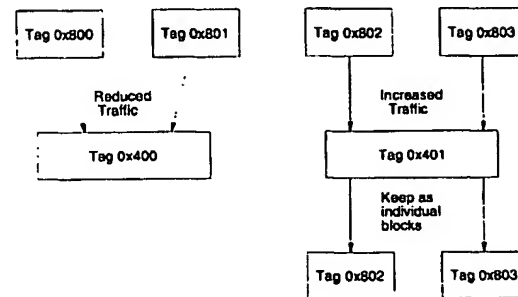 Tag 0x800
Tag 0x801
Tag 0x802
Tag 0x803
Reduced
Traffic
Increased
Traffic
Tag 0x400
Tag 0x401
Keep as
individual
blocks
Tag 0x802
Tag 0x803